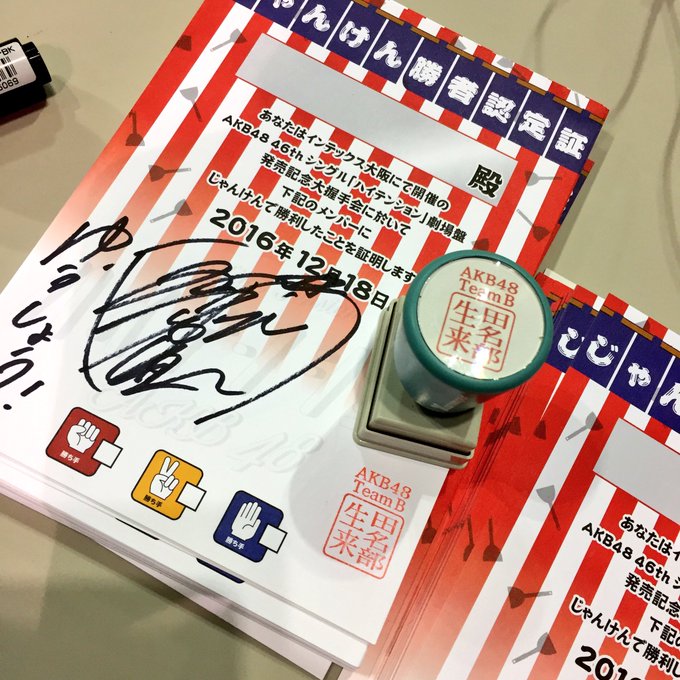 ゃんけん勝者認定証
殿
あなたはインテックス大阪にて開催の
AKB48 46th シングル「ハイテンション」劇場盤
発売記念大握手会に於いて
下記のメンバーに
じゃんけんで勝利したことを証明します
2016年 12月18日
ゆうしょう!
勝ち手
勝ち手
勝ち手
AKB48
Team B
田名部
生来
AKB48
Team B
田名部
生来
じゃん
あなたは
AKB48 46th シ
発売記念
下記の
じゃんけんで勝利し
2016
-BK
6069